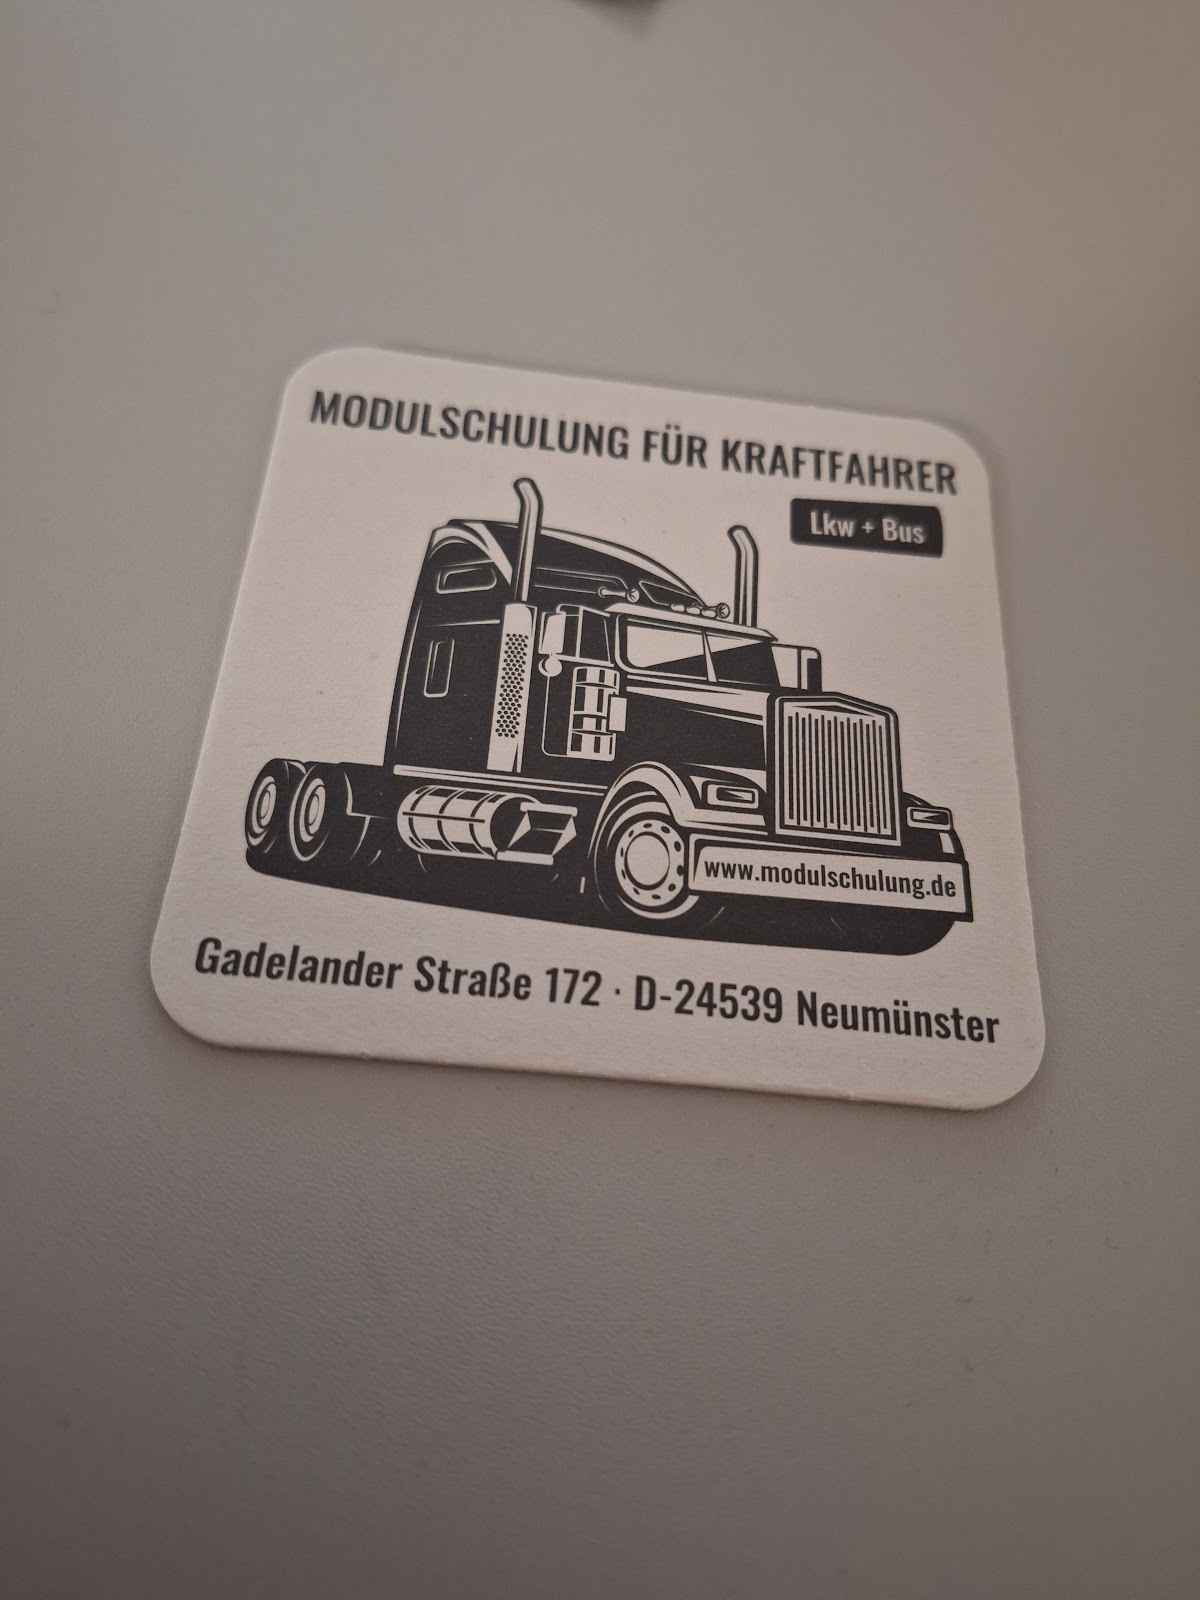 MODULSCHULUNG FÜR KRAFTFAHRER
Lkw + Bus
www.modulschulung.de
Gadelander Straße 172 · D-24539 Neumünster